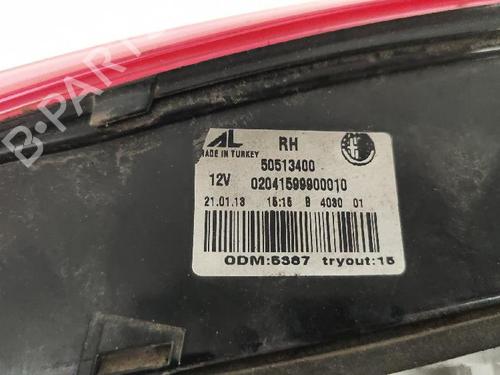 AL RH
MADE IN TURKEY
50513400
12V 02041599900010
21.01.13 15:15 B 4030 01
ODM:5387 tryout:15
B-PARTS